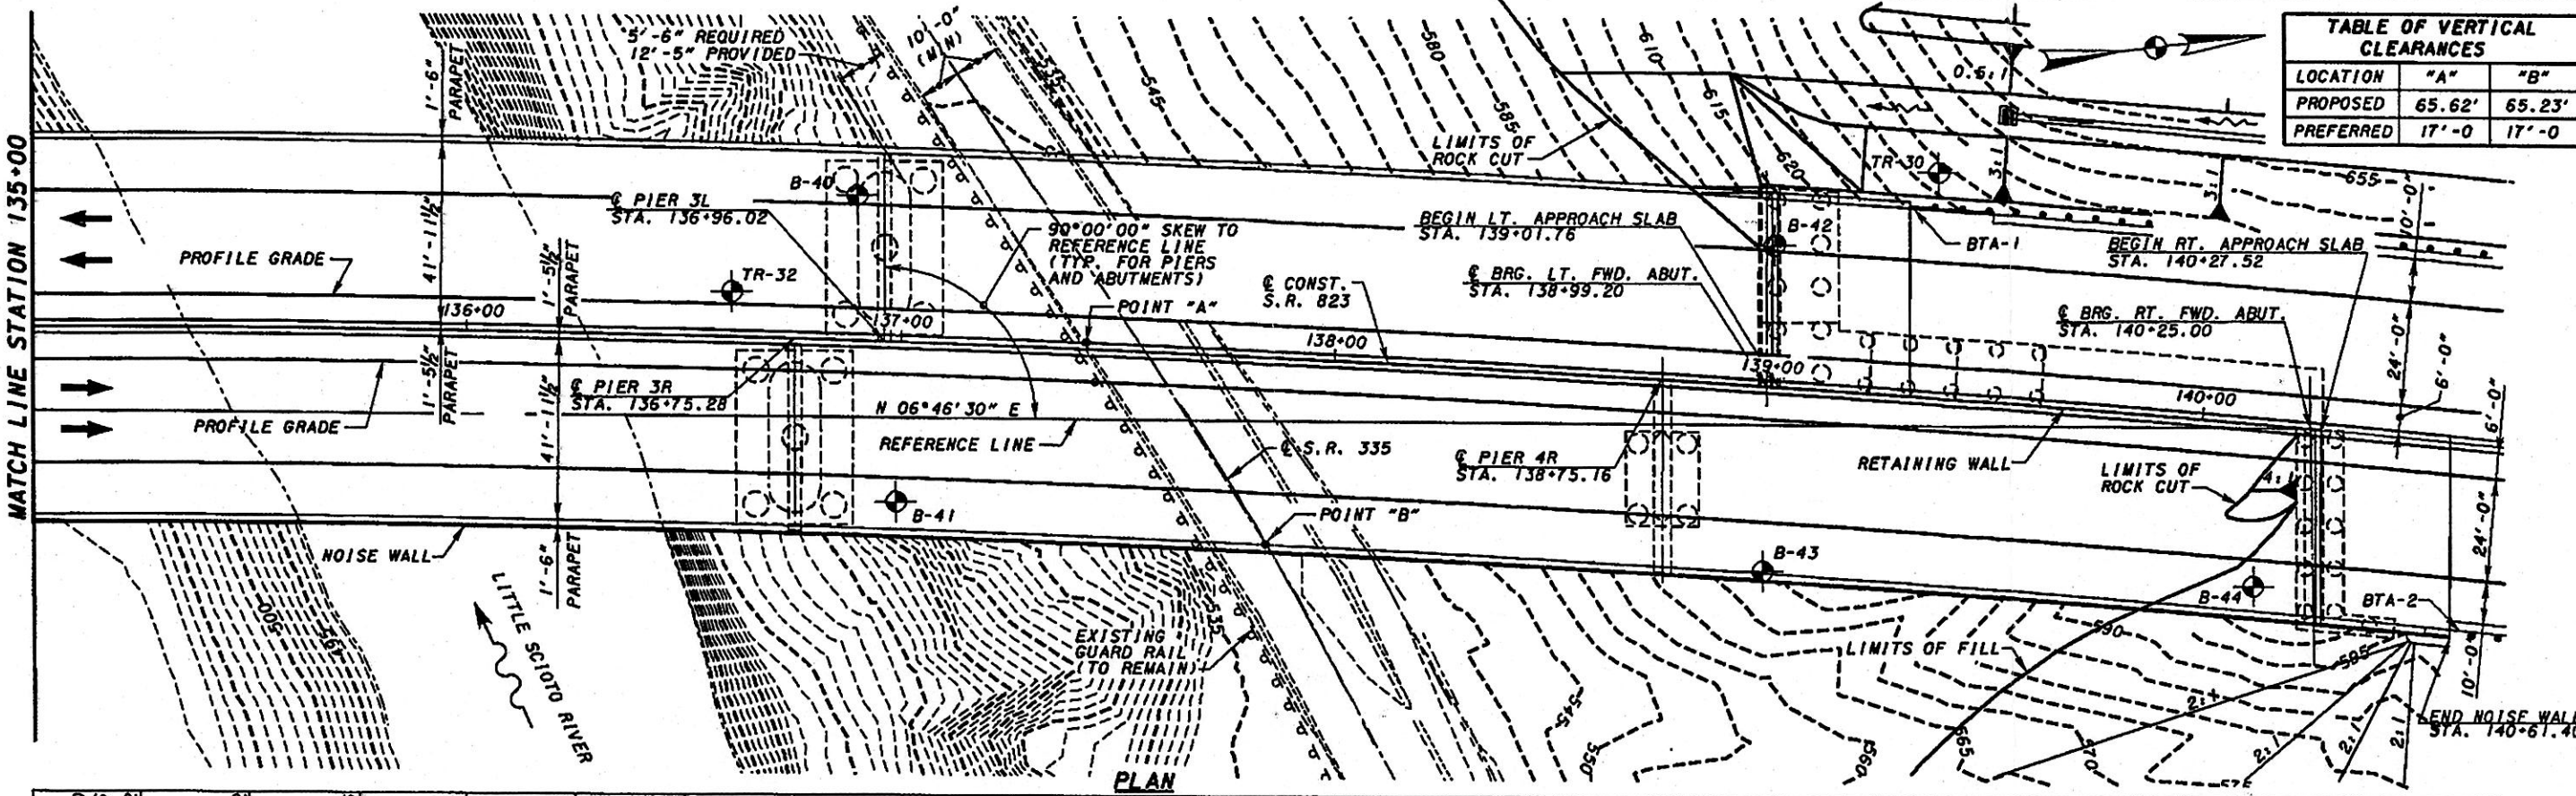 TABLE OF VERTICAL
CLEARANCES
LOCATION "A" "B"
PROPOSED 65.62' 65.23'
PREFERRED 17'-0 17'-0
MATCH LINE STATION 135+00
5'-6" REQUIRED
12'-5" PROVIDED
10'-0"
(MIN)
535
545
580
585
610
615
620
655
0.5:1
3:1
3:1
1'-6"
PARAPET
41'-1½"
1'-5½"
PARAPET
LIMITS OF
ROCK CUT
TR-30
B-40
℄ PIER 3L
STA. 136+96.02
90°00'00" SKEW TO
REFERENCE LINE
(TYP. FOR PIERS
AND ABUTMENTS)
BEGIN LT. APPROACH SLAB
STA. 139+01.76
B-42
BTA-1
BEGIN RT. APPROACH SLAB
STA. 140+27.52
10'-0"
PROFILE GRADE
TR-32
℄ CONST.
S.R. 823
℄ BRG. LT. FWD. ABUT.
STA. 138+99.20
POINT "A"
136+00
137+00
138+00
139+00
140+00
℄ BRG. RT. FWD. ABUT.
STA. 140+25.00
24'-0"
6'-0"
6'-0"
1'-5½"
PARAPET
41'-1½"
℄ PIER 3R
STA. 136+75.28
N 06°46'30" E
PROFILE GRADE
REFERENCE LINE
℄ S.R. 335
℄ PIER 4R
STA. 138+75.16
RETAINING WALL
LIMITS OF
ROCK CUT
4:1
24'-0"
B-41
POINT "B"
NOISE WALL
1'-6"
PARAPET
B-43
B-44
BTA-2
LITTLE SCIOTO RIVER
500
495
EXISTING
GUARD RAIL
(TO REMAIN)
535
545
550
560
565
570
575
590
595
LIMITS OF FILL
2:1
2:1
2:1
2:1
10'-0"
END NOISE WALL
STA. 140+61.40
PLAN